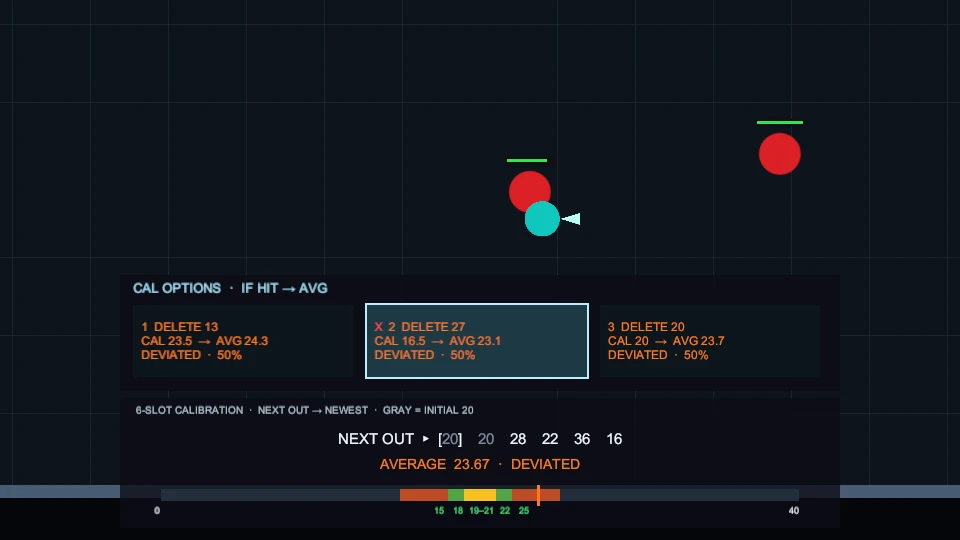 CAL OPTIONS · IF HIT → AVG
1 DELETE 13
CAL 23.5 → AVG 24.3
DEVIATED · 50%
X 2 DELETE 27
CAL 16.5 → AVG 23.1
DEVIATED · 50%
3 DELETE 20
CAL 20 → AVG 23.7
DEVIATED · 50%
6-SLOT CALIBRATION · NEXT OUT → NEWEST · GRAY = INITIAL 20
NEXT OUT ▸ [20] 20 28 22 36 16
AVERAGE 23.67 · DEVIATED
0 15 18 19–21 22 25 40